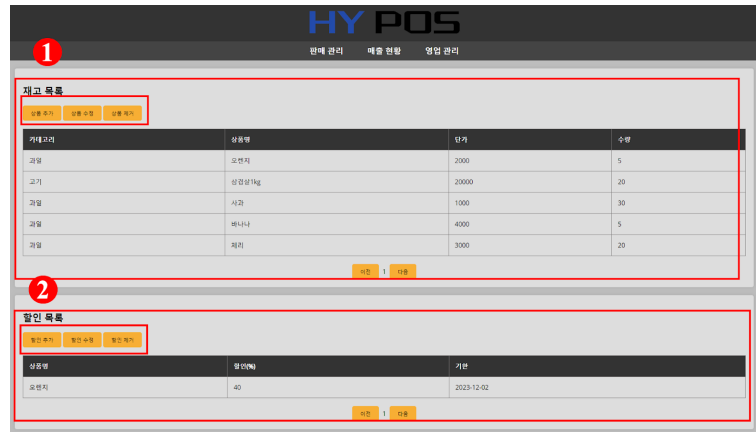 HY POS
판매 관리 매출 현황 영업 관리
1
재고 목록
상품 추가 상품 수정 상품 제거
카테고리 상품명 단가 수량
과일 오렌지 2000 5
고기 삼겹살1kg 20000 20
과일 사과 1000 30
과일 바나나 4000 5
과일 체리 3000 20
이전 1 다음
2
할인 목록
할인 추가 할인 수정 할인 제거
상품명 할인(%) 기한
오렌지 40 2023-12-02
이전 1 다음